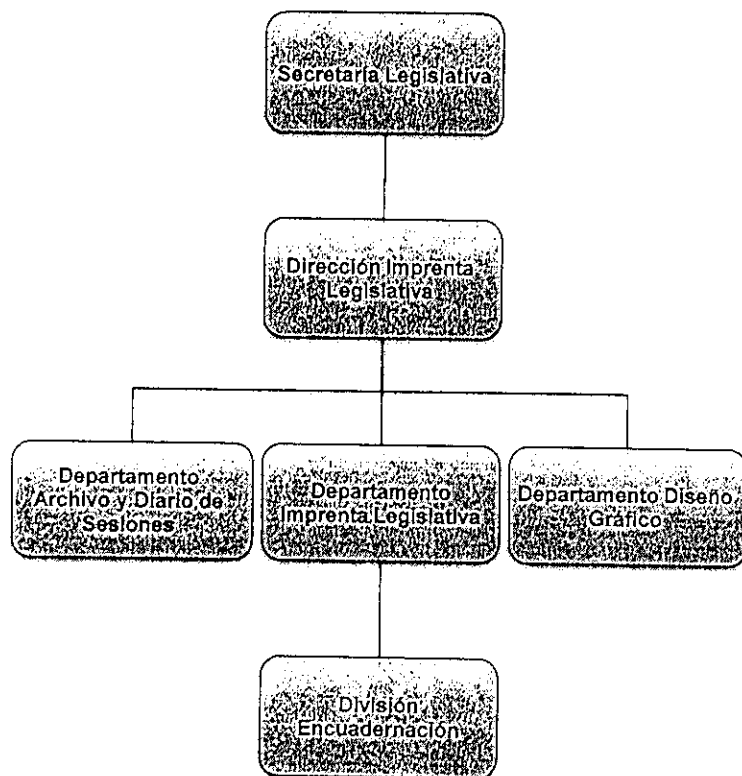 Secretaría Legislativa
Dirección Imprenta
Legislativa
Departamento
Archivo y Diario de
Sesiones
Departamento
Imprenta Legislativa
Departamento Diseño
Gráfico
División
Encuadernación